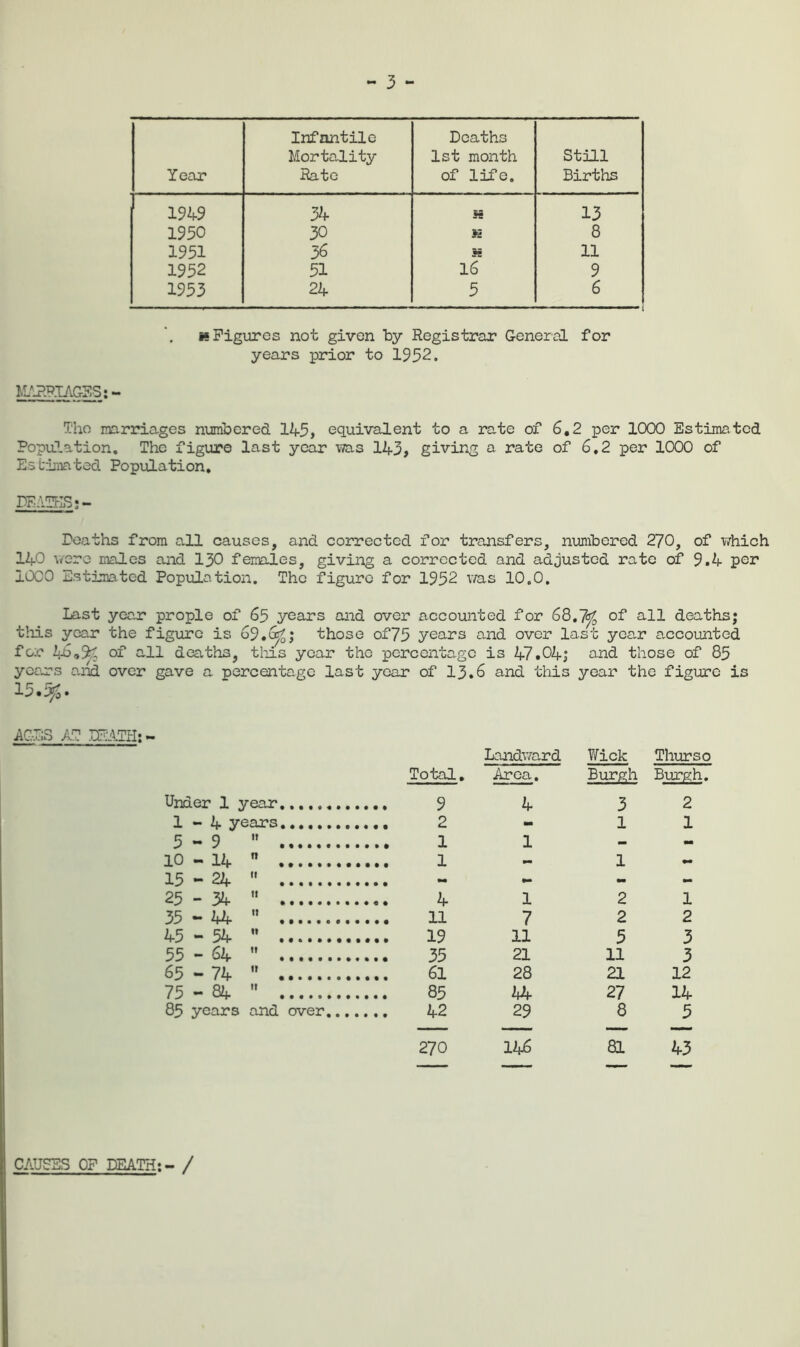 - 3 -
Infantile Deaths
Mortality 1st month Still
Year Rate of life. Births
1949 34 * 13
1950 30 * 8
1951 36 * 11
1952 51 16 9
1953 24 5 6
*Figures not given by Registrar General for
years prior to 1952.
MARRIAGES:-
The marriages numbered 145, equivalent to a rate of 6.2 per 1000 Estimated
Population. The figure last year was 143, giving a rate of 6.2 per 1000 of
Estimated Population.
DEATHS:-
Deaths from all causes, and corrected for transfers, numbered 270, of which
140 were males and 130 females, giving a corrected and adjusted rate of 9.4 per
1000 Estimated Population. The figure for 1952 was 10.0.
Last year prople of 65 years and over accounted for 68.7% of all deaths;
this year the figure is 69.6%; those of75 years and over last year accounted
for 46.9% of all deaths, this year the percentage is 47.04; and those of 85
years and over gave a percentage last year of 13.6 and this year the figure is
15.5%.
AGES AT DEATH:-
Landward Wick Thurso
Total. Area. Burgh Burgh.
Under 1 year............ 9 4 3 2
1 - 4 years............ 2 - 1 1
5 - 9 " ............ 1 1 - -
10 - 14 " ............ 1 - 1 -
15 - 24 " ............ - - - -
25 - 34 " ............ 4 1 2 1
35 - 44 " ............ 11 7 2 2
45 - 54 " ............ 19 11 5 3
55 - 64 " ............ 35 21 11 3
65 - 74 " ............ 61 28 21 12
75 - 84 " ............ 85 44 27 14
85 years and over....... 42 29 8 5
270 146 81 43
CAUSES OF DEATH:- /